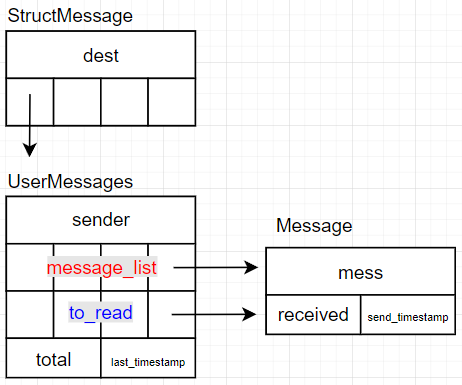 StructMessage
dest
UserMessages
sender
message_list
to_read
total
last_timestamp
Message
mess
received
send_timestamp